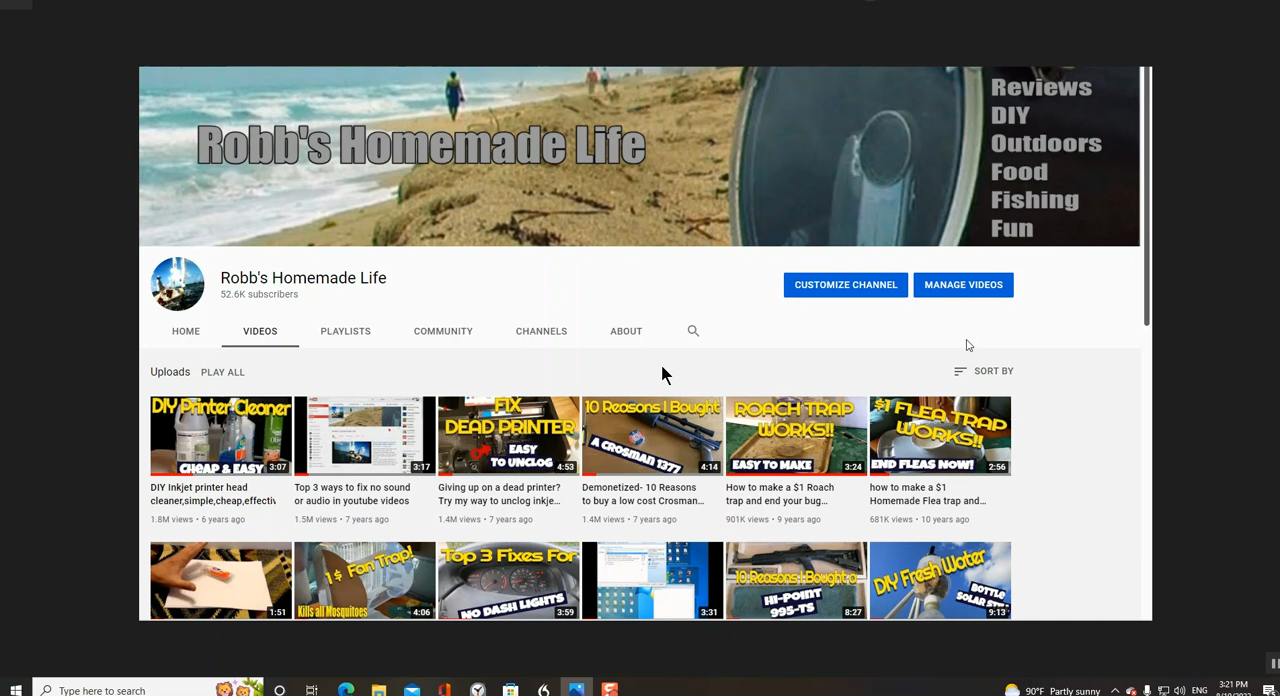 Robb's Homemade Life
Reviews
DIY
Outdoors
Food
Fishing
Fun
Robb's Homemade Life
52.6K subscribers
CUSTOMIZE CHANNEL
MANAGE VIDEOS
HOME
VIDEOS
PLAYLISTS
COMMUNITY
CHANNELS
ABOUT
Uploads
PLAY ALL
SORT BY
DIY Printer Cleaner
CHEAP & EASY
3:07
DIY Inkjet printer head
cleaner,simple,cheap,effectiv
1.8M views • 6 years ago
3:17
Top 3 ways to fix no sound
or audio in youtube videos
1.5M views • 7 years ago
FIX
DEAD PRINTER
EASY
TO UNCLOG
4:53
Giving up on a dead printer?
Try my way to unclog inkje...
1.4M views • 7 years ago
10 Reasons I Bought
A CROSMAN 1377
4:14
Demonetized- 10 Reasons
to buy a low cost Crosman...
1.4M views • 7 years ago
ROACH TRAP
WORKS!!
EASY TO MAKE
3:24
How to make a $1 Roach
trap and end your bug...
901K views • 9 years ago
$1 FLEA TRAP
WORKS!!
END FLEAS NOW!
2:56
how to make a $1
Homemade Flea trap and...
681K views • 10 years ago
1:51
1$ Fan Trap!
Kills all Mosquitoes
4:06
Top 3 Fixes For
NO DASH LIGHTS
3:59
3:31
10 Reasons I Bought a
HI-POINT
995-TS
8:27
DIY Fresh Water
BOTTLE
9:13
Type here to search
90°F Partly sunny
ENG
3:21 PM